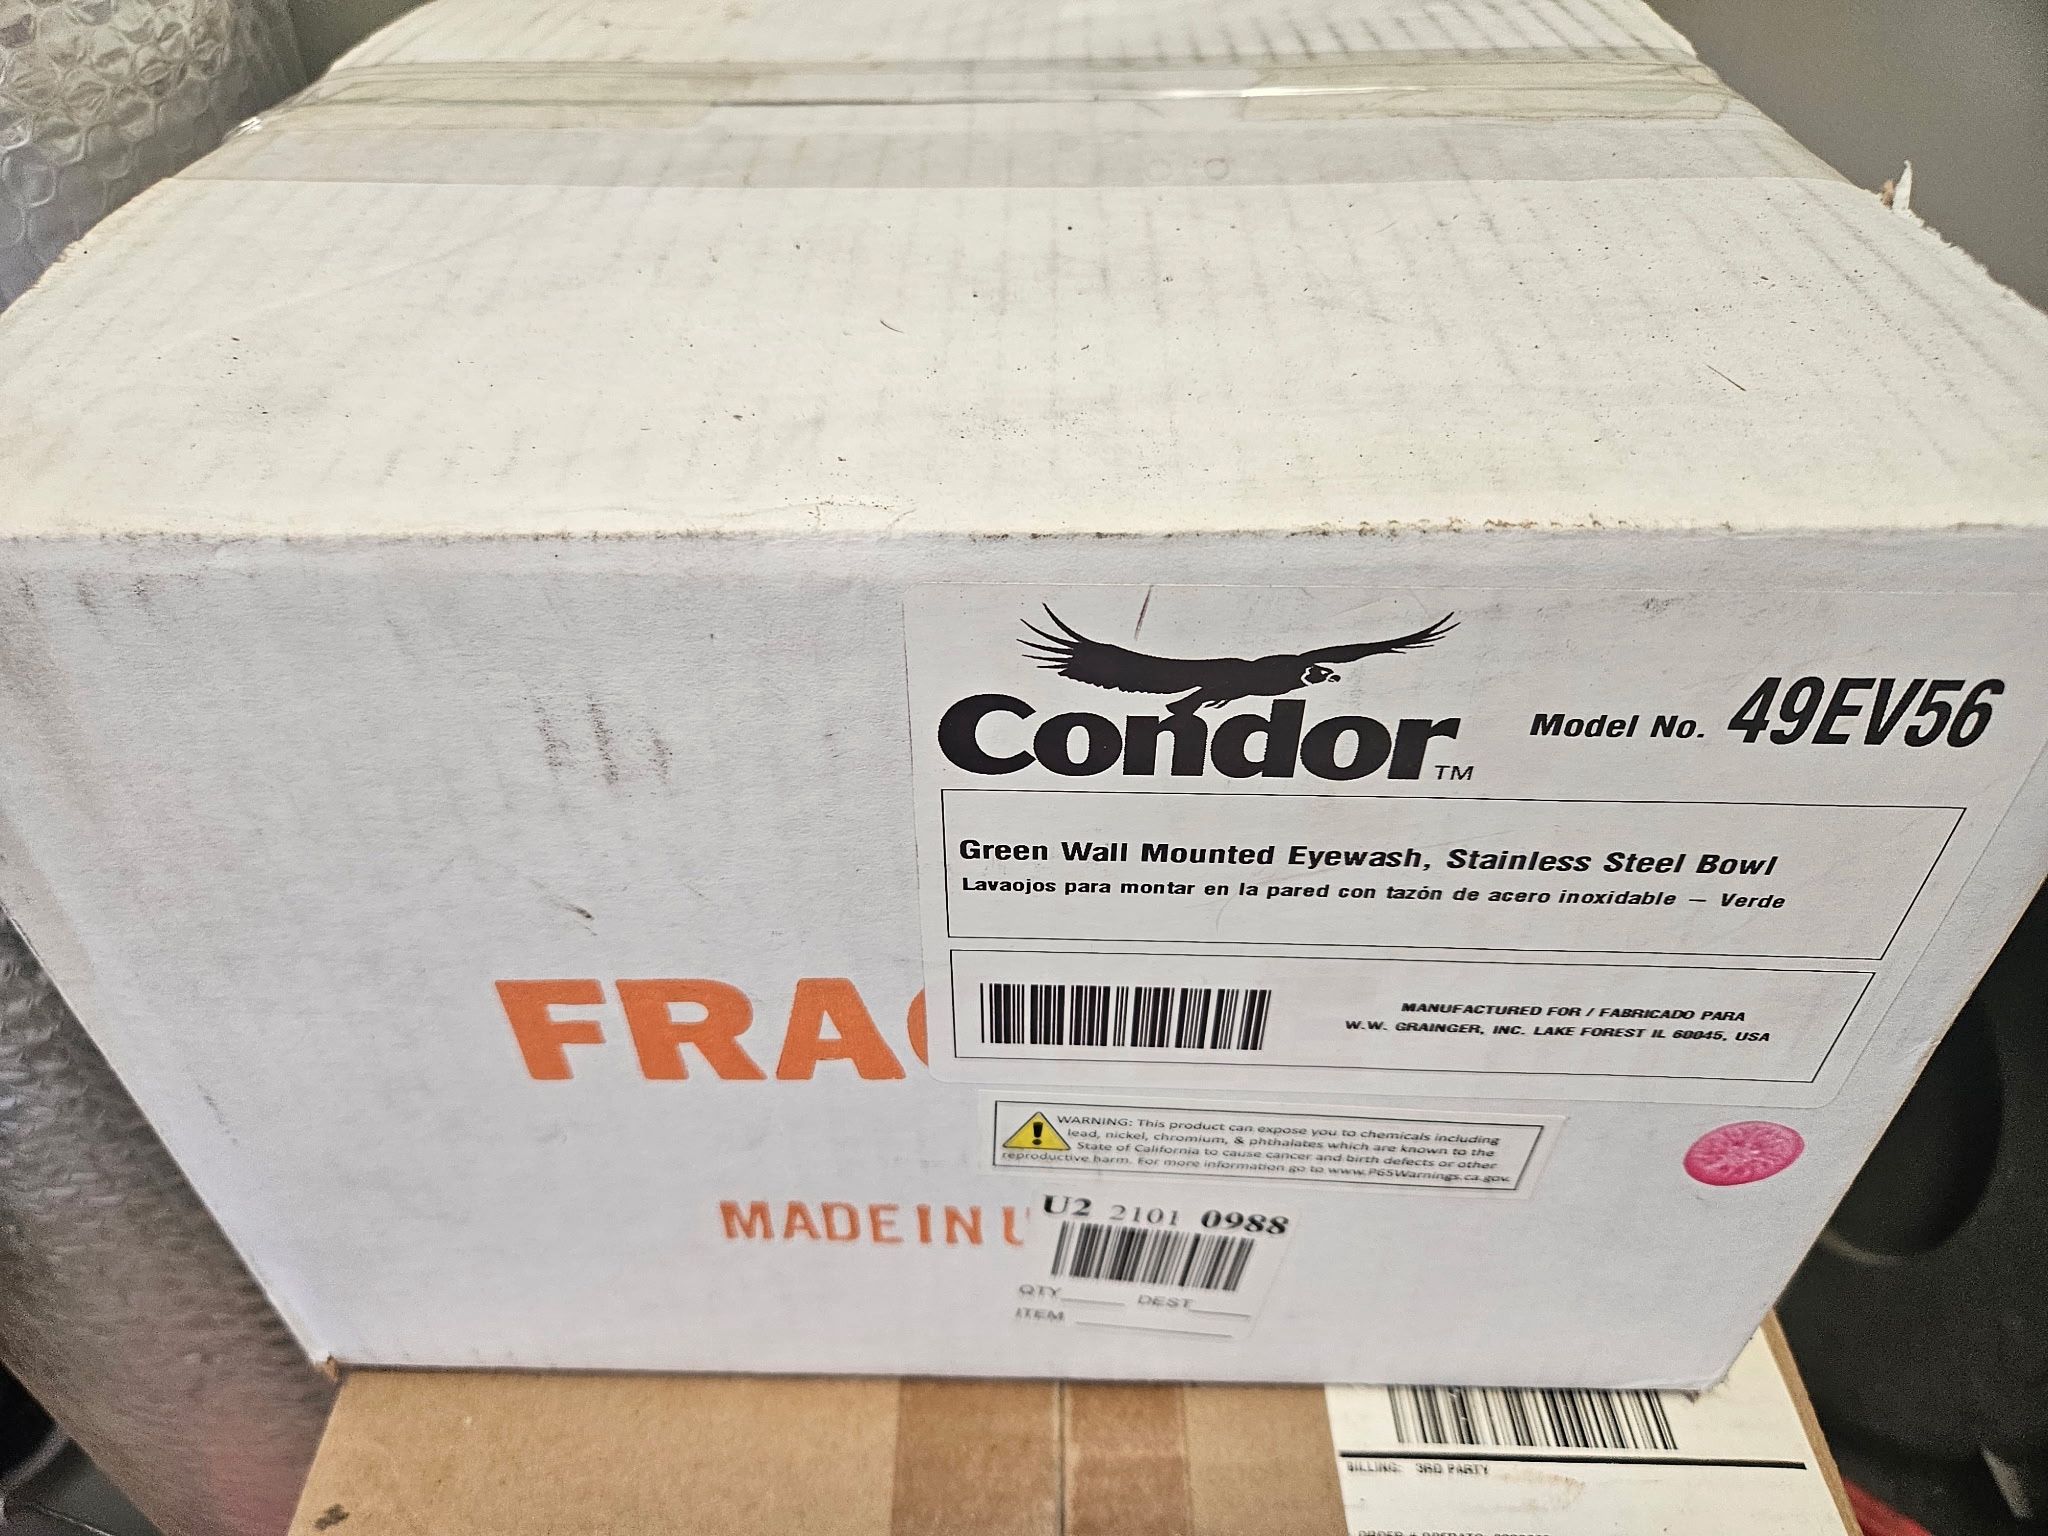 Condor™
Model No. 49EV56
Green Wall Mounted Eyewash, Stainless Steel Bowl
Lavaojos para montar en la pared con tazón de acero inoxidable — Verde
MANUFACTURED FOR / FABRICADO PARA
W.W. GRAINGER, INC. LAKE FOREST IL 60045, USA
FRA
WARNING: This product can expose you to chemicals including
lead, nickel, chromium, & phthalates which are known to the
State of California to cause cancer and birth defects or other
reproductive harm. For more information go to www.P65Warnings.ca.gov.
MADE IN
U2 2101 0988
QTY DEST
ITEM
BILLING: 3RD PARTY